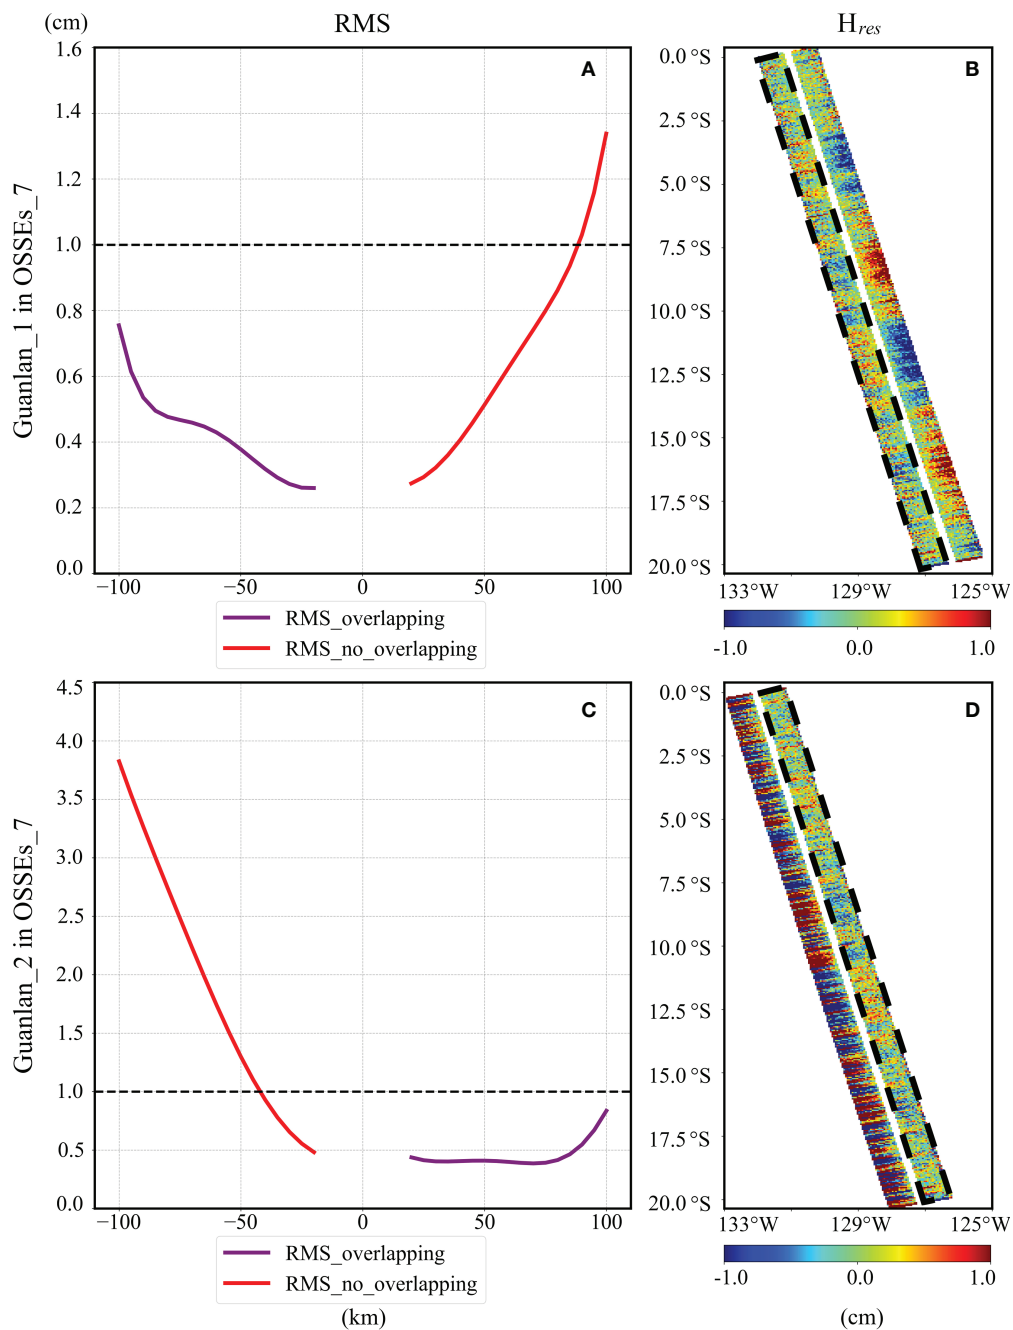 (cm)
RMS
H_res
Guanlan_1 in OSSEs_7
A
1.6
1.4
1.2
1.0
0.8
0.6
0.4
0.2
0.0
−100
−50
0
50
100
RMS_overlapping
RMS_no_overlapping
B
0.0 °S
2.5 °S
5.0 °S
7.5 °S
10.0 °S
12.5 °S
15.0 °S
17.5 °S
20.0 °S
133°W
129°W
125°W
-1.0
0.0
1.0
Guanlan_2 in OSSEs_7
C
4.5
4.0
3.5
3.0
2.5
2.0
1.5
1.0
0.5
0.0
−100
−50
0
50
100
RMS_overlapping
RMS_no_overlapping
(km)
D
0.0 °S
2.5 °S
5.0 °S
7.5 °S
10.0 °S
12.5 °S
15.0 °S
17.5 °S
20.0 °S
133°W
129°W
125°W
-1.0
0.0
1.0
(cm)